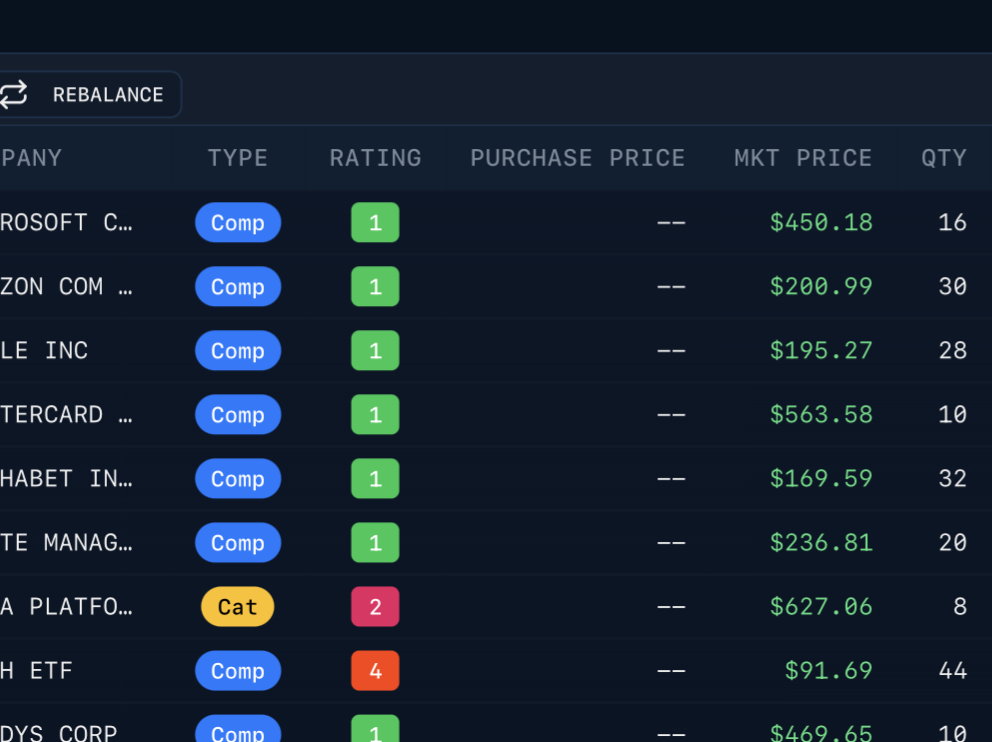 REBALANCE
PANY TYPE RATING PURCHASE PRICE MKT PRICE QTY
ROSOFT C… Comp 1 —— $450.18 16
ZON COM … Comp 1 —— $200.99 30
LE INC Comp 1 —— $195.27 28
TERCARD … Comp 1 —— $563.58 10
HABET IN… Comp 1 —— $169.59 32
TE MANAG… Comp 1 —— $236.81 20
A PLATFO… Cat 2 —— $627.06 8
H ETF Comp 4 —— $91.69 44
DYS CORP Comp 1 —— $469.65 10